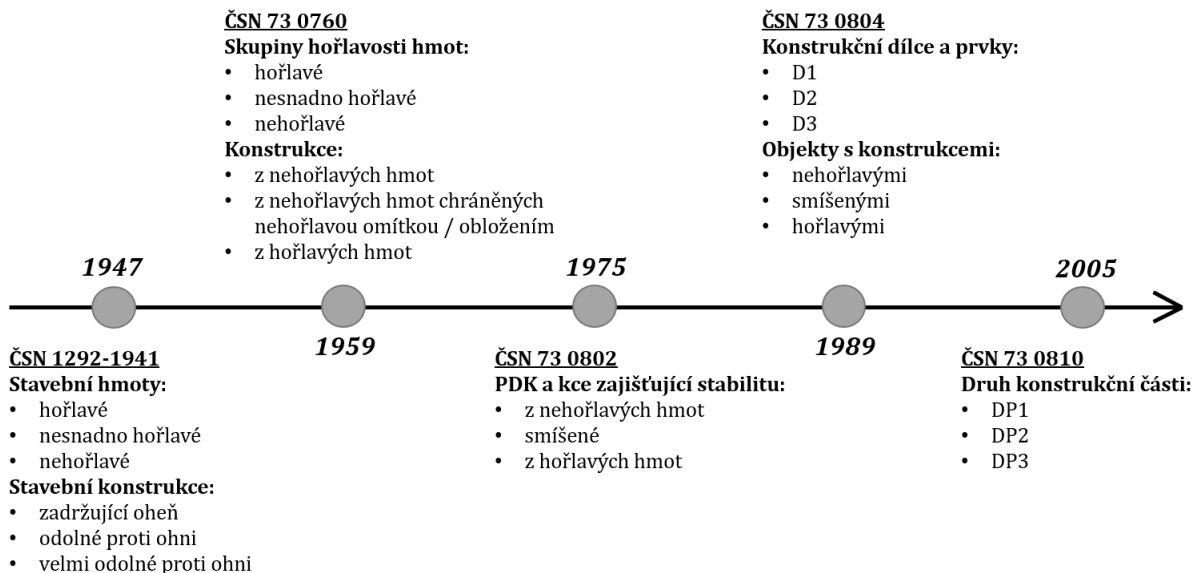 ČSN 73 0760
Skupiny hořlavosti hmot:
• hořlavé
• nesnadno hořlavé
• nehořlavé
Konstrukce:
• z nehořlavých hmot
• z nehořlavých hmot chráněných
nehořlavou omítkou / obložením
• z hořlavých hmot
ČSN 73 0804
Konstrukční dílce a prvky:
• D1
• D2
• D3
Objekty s konstrukcemi:
• nehořlavými
• smíšenými
• hořlavými
1947
1975
2005
1959
1989
ČSN 1292-1941
Stavební hmoty:
• hořlavé
• nesnadno hořlavé
• nehořlavé
Stavební konstrukce:
• zadržující oheň
• odolné proti ohni
• velmi odolné proti ohni
ČSN 73 0802
PDK a kce zajišťující stabilitu:
• z nehořlavých hmot
• smíšené
• z hořlavých hmot
ČSN 73 0810
Druh konstrukční části:
• DP1
• DP2
• DP3